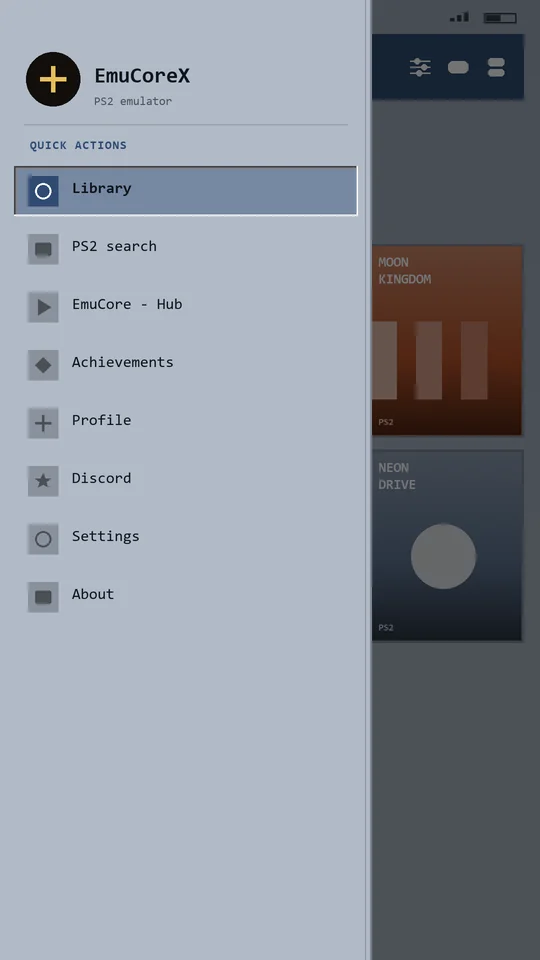 EmuCoreX
PS2 emulator
QUICK ACTIONS
Library
PS2 search
EmuCore - Hub
Achievements
Profile
Discord
Settings
About
MOON
KINGDOM
PS2
NEON
DRIVE
PS2